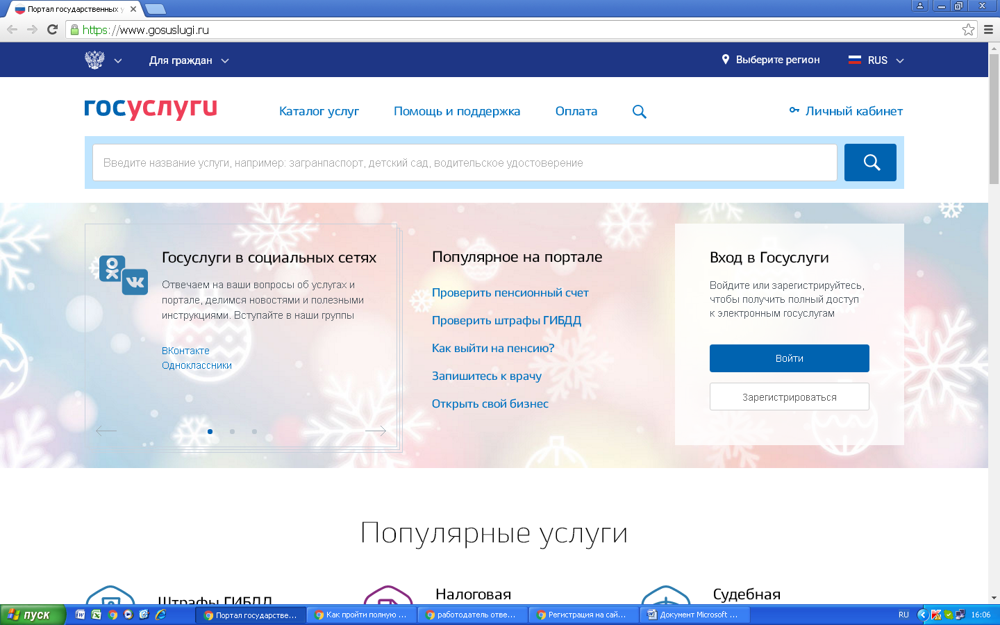 Портал государственных у
https://www.gosuslugi.ru
Для граждан
Выберите регион
RUS
госуслуги
Каталог услуг
Помощь и поддержка
Оплата
Личный кабинет
Введите название услуги, например: загранпаспорт, детский сад, водительское удостоверение
Госуслуги в социальных сетях
Отвечаем на ваши вопросы об услугах и
портале, делимся новостями и полезными
инструкциями. Вступайте в наши группы
ВКонтакте
Одноклассники
Популярное на портале
Проверить пенсионный счет
Проверить штрафы ГИБДД
Как выйти на пенсию?
Запишитесь к врачу
Открыть свой бизнес
Вход в Госуслуги
Войдите или зарегистрируйтесь,
чтобы получить полный доступ
к электронным госуслугам
Войти
Зарегистрироваться
Популярные услуги
Штрафы ГИБДД
Налоговая
Судебная
пуск
Портал государстве...
Как пройти полную ...
работодатель отве...
Регистрация на сай...
Документ Microsoft ...
RU
16:06